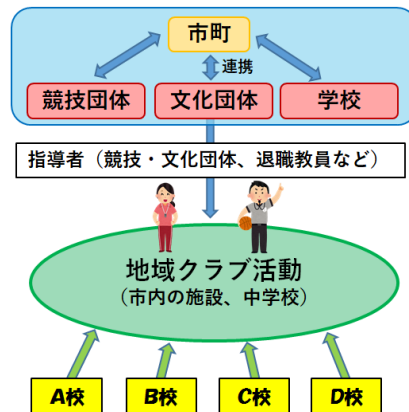 市町
連携
競技団体 文化団体 学校
指導者（競技・文化団体、退職教員など）
地域クラブ活動
（市内の施設、中学校）
A校 B校 C校 D校